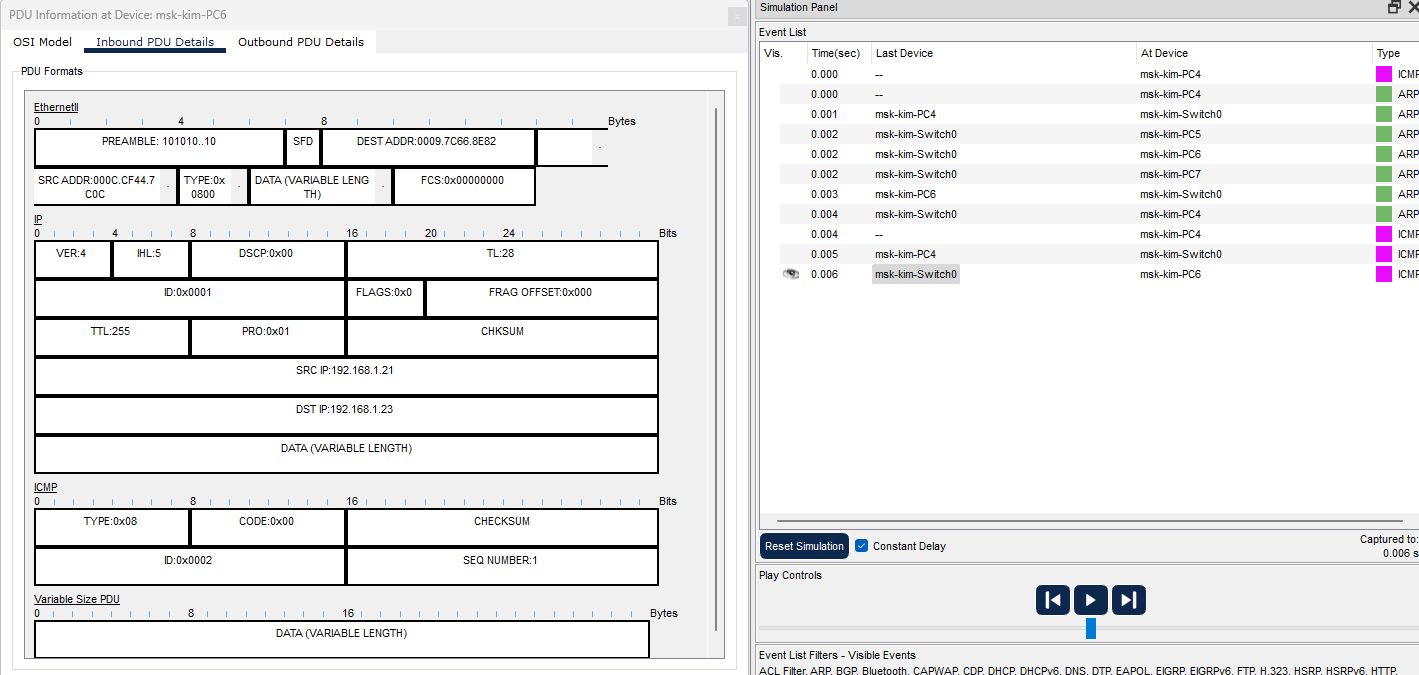 PDU Information at Device: msk-kim-PC6
OSI Model Inbound PDU Details Outbound PDU Details
PDU Formats
EthernetII
0 4 8 Bytes
PREAMBLE: 101010..10 SFD DEST ADDR:0009.7C66.8E82
SRC ADDR:000C.CF44.7 TYPE:0x DATA (VARIABLE LENG FCS:0x00000000
C0C 0800 TH)
IP
0 4 8 16 20 24 Bits
VER:4 IHL:5 DSCP:0x00 TL:28
ID:0x0001 FLAGS:0x0 FRAG OFFSET:0x000
TTL:255 PRO:0x01 CHKSUM
SRC IP:192.168.1.21
DST IP:192.168.1.23
DATA (VARIABLE LENGTH)
ICMP
0 8 16 Bits
TYPE:0x08 CODE:0x00 CHECKSUM
ID:0x0002 SEQ NUMBER:1
Variable Size PDU
0 8 16 Bytes
DATA (VARIABLE LENGTH)
Simulation Panel
Event List
Vis. Time(sec) Last Device At Device Type
0.000 -- msk-kim-PC4 ICMP
0.000 -- msk-kim-PC4 ARP
0.001 msk-kim-PC4 msk-kim-Switch0 ARP
0.002 msk-kim-Switch0 msk-kim-PC5 ARP
0.002 msk-kim-Switch0 msk-kim-PC6 ARP
0.002 msk-kim-Switch0 msk-kim-PC7 ARP
0.003 msk-kim-PC6 msk-kim-Switch0 ARP
0.004 msk-kim-Switch0 msk-kim-PC4 ARP
0.004 -- msk-kim-PC4 ICMP
0.005 msk-kim-PC4 msk-kim-Switch0 ICMP
0.006 msk-kim-Switch0 msk-kim-PC6 ICMP
Reset Simulation Constant Delay Captured to:
0.006 s
Play Controls
Event List Filters - Visible Events
ACL Filter, ARP, BGP, Bluetooth, CAPWAP, CDP, DHCP, DHCPv6, DNS, DTP, EAPOL, EIGRP, EIGRPv6, FTP, H.323, HSRP, HSRPv6, HTTP,